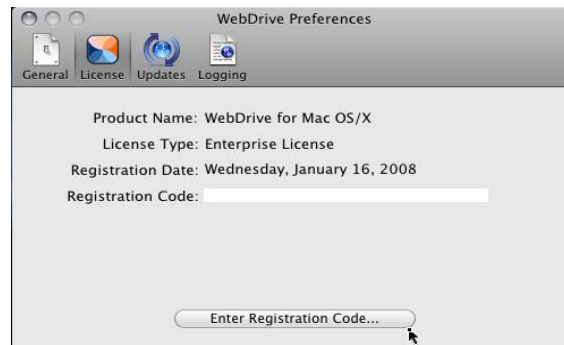 WebDrive Preferences
General License Updates Logging
Product Name: WebDrive for Mac OS/X
License Type: Enterprise License
Registration Date: Wednesday, January 16, 2008
Registration Code:
Enter Registration Code...